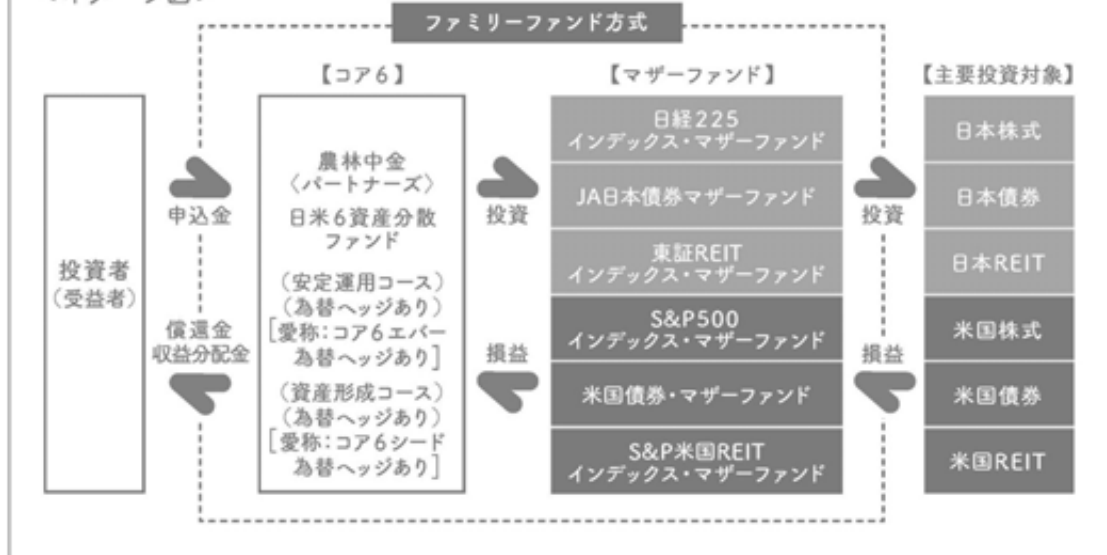 ファミリーファンド方式
【コア6】
【マザーファンド】
【主要投資対象】
投資者
（受益者）
申込金
償還金
収益分配金
農林中金
〈パートナーズ〉
日米6資産分散
ファンド
（安定運用コース）
（為替ヘッジあり）
［愛称：コア6エバー
為替ヘッジあり］
（資産形成コース）
（為替ヘッジあり）
［愛称：コア6シード
為替ヘッジあり］
投資
損益
日経225
インデックス・マザーファンド
JA日本債券マザーファンド
東証REIT
インデックス・マザーファンド
S&P500
インデックス・マザーファンド
米国債券・マザーファンド
S&P米国REIT
インデックス・マザーファンド
投資
損益
日本株式
日本債券
日本REIT
米国株式
米国債券
米国REIT